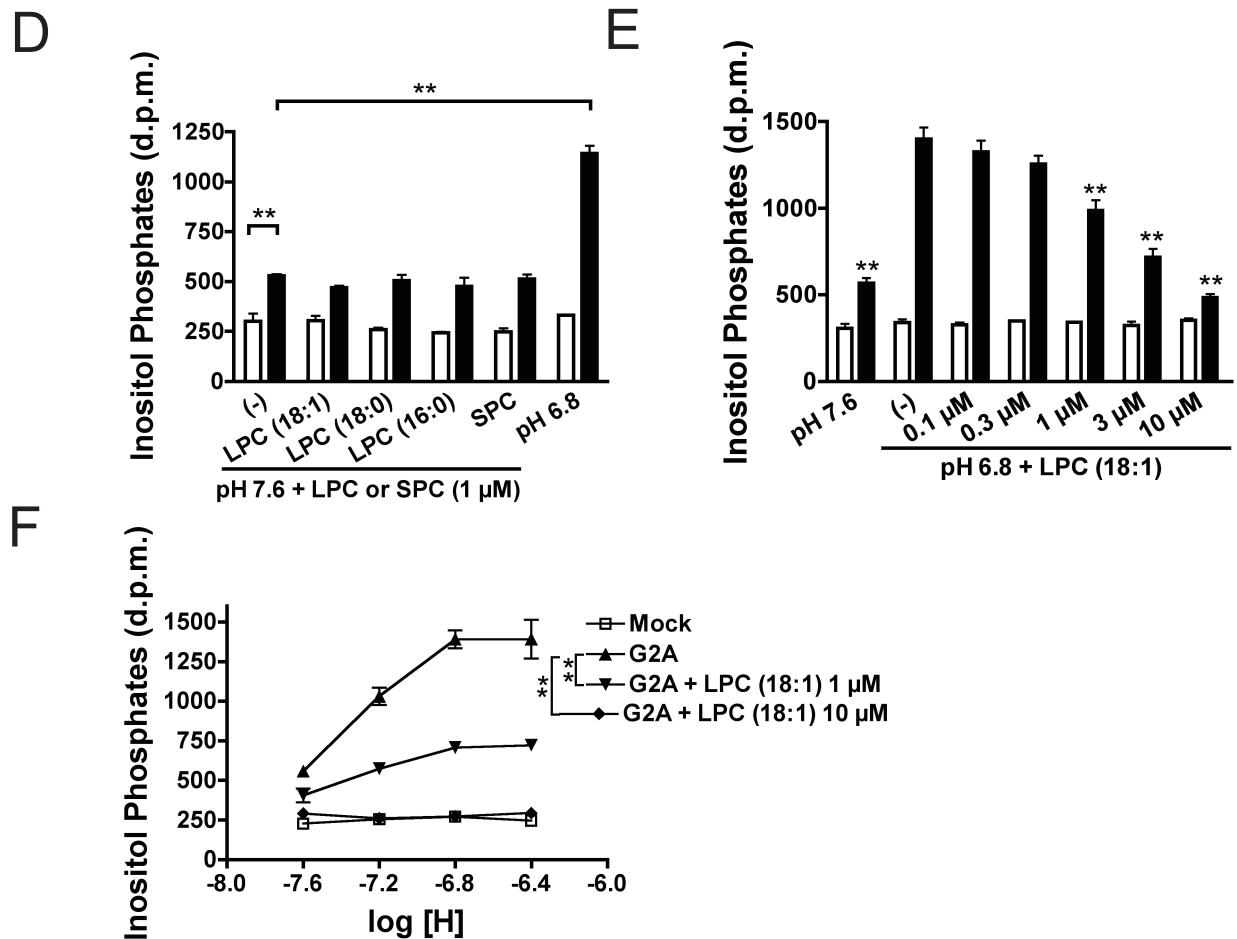 D
Inositol Phosphates (d.p.m.)
1250
1000
750
500
250
0
**
**
(-)
LPC (18:1)
LPC (18:0)
LPC (16:0)
SPC
pH 6.8
pH 7.6 + LPC or SPC (1 µM)
E
Inositol Phosphates (d.p.m.)
1500
1000
500
0
**
**
**
**
pH 7.6
(-)
0.1 µM
0.3 µM
1 µM
3 µM
10 µM
pH 6.8 + LPC (18:1)
F
Inositol Phosphates (d.p.m.)
1500
1250
1000
750
500
250
0
-8.0
-7.6
-7.2
-6.8
-6.4
-6.0
log [H]
Mock
G2A
G2A + LPC (18:1) 1 µM
G2A + LPC (18:1) 10 µM
**
**